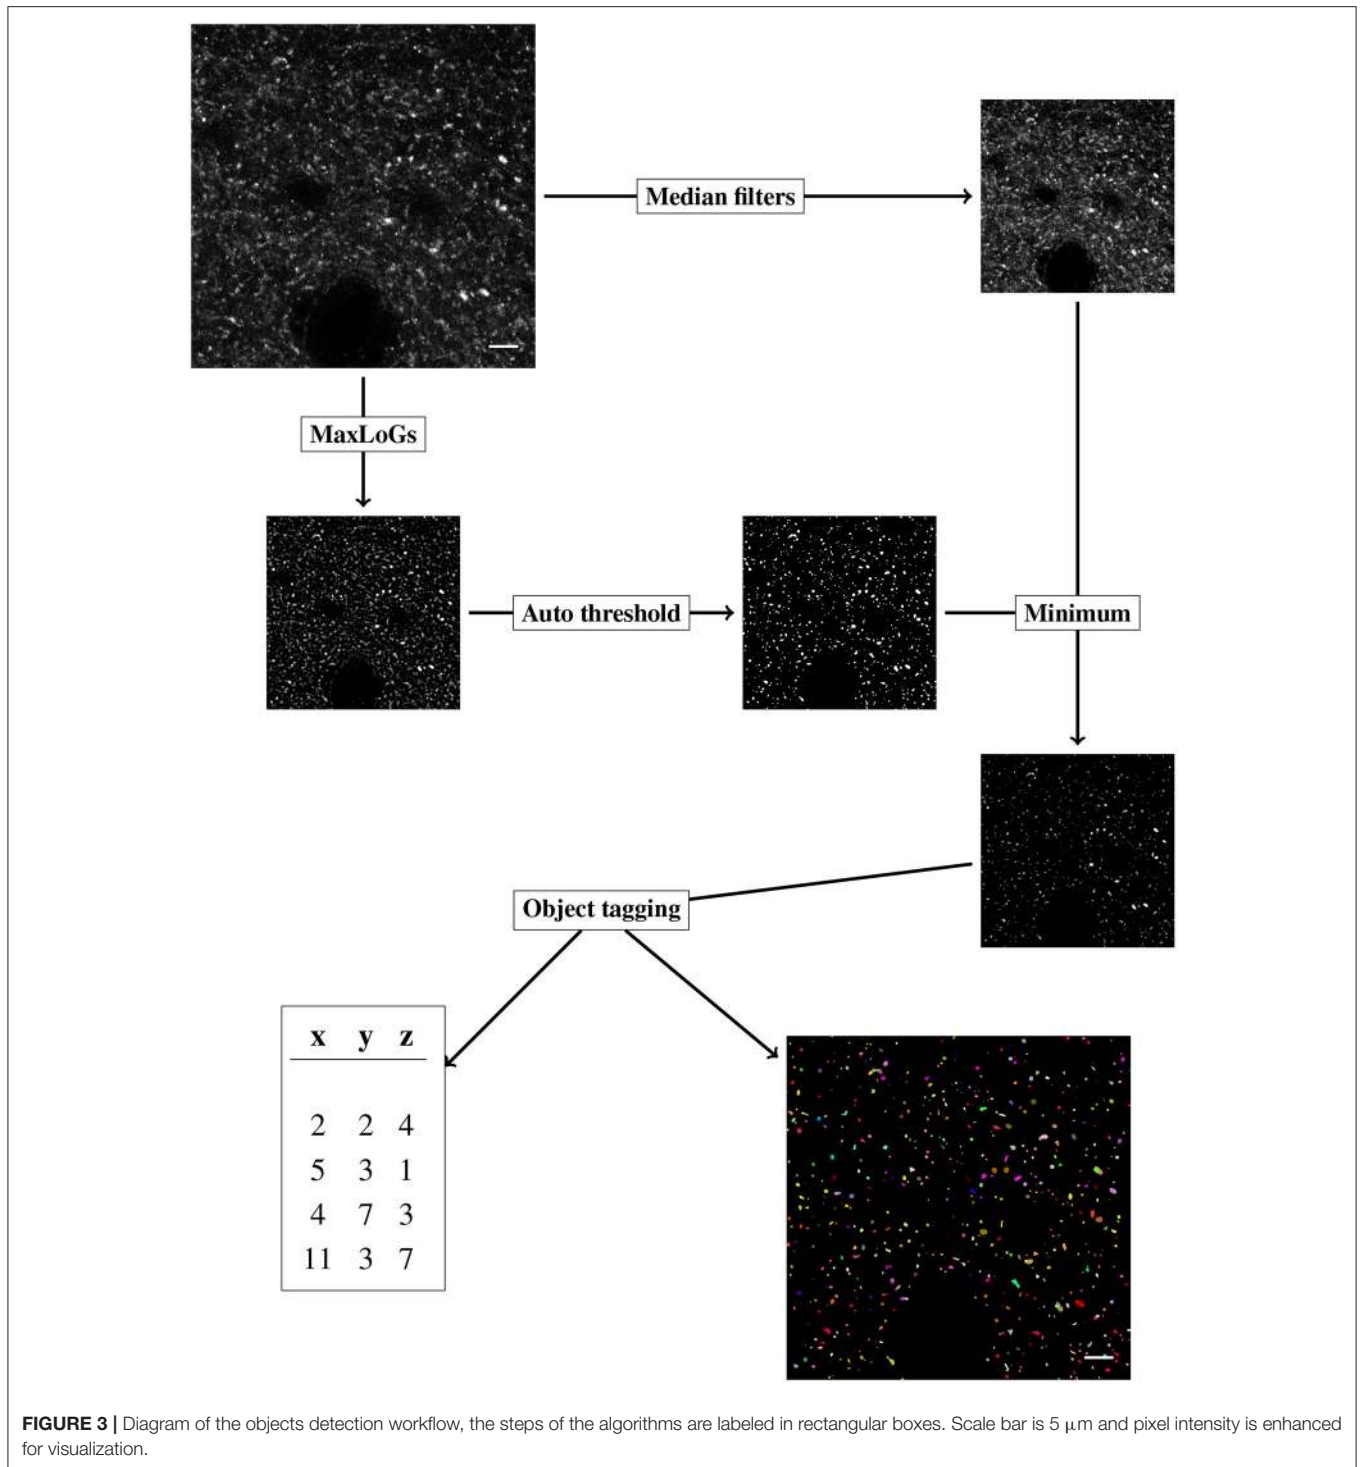 Median filters
MaxLoGs
Auto threshold
Minimum
Object tagging
x y z
2 2 4
5 3 1
4 7 3
11 3 7
FIGURE 3 | Diagram of the objects detection workflow, the steps of the algorithms are labeled in rectangular boxes. Scale bar is 5 μm and pixel intensity is enhanced
for visualization.